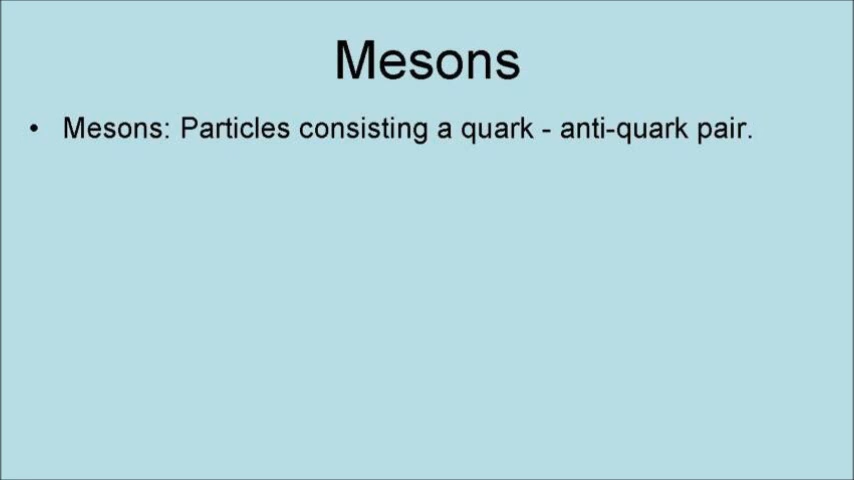 Mesons
• Mesons: Particles consisting a quark - anti-quark pair.